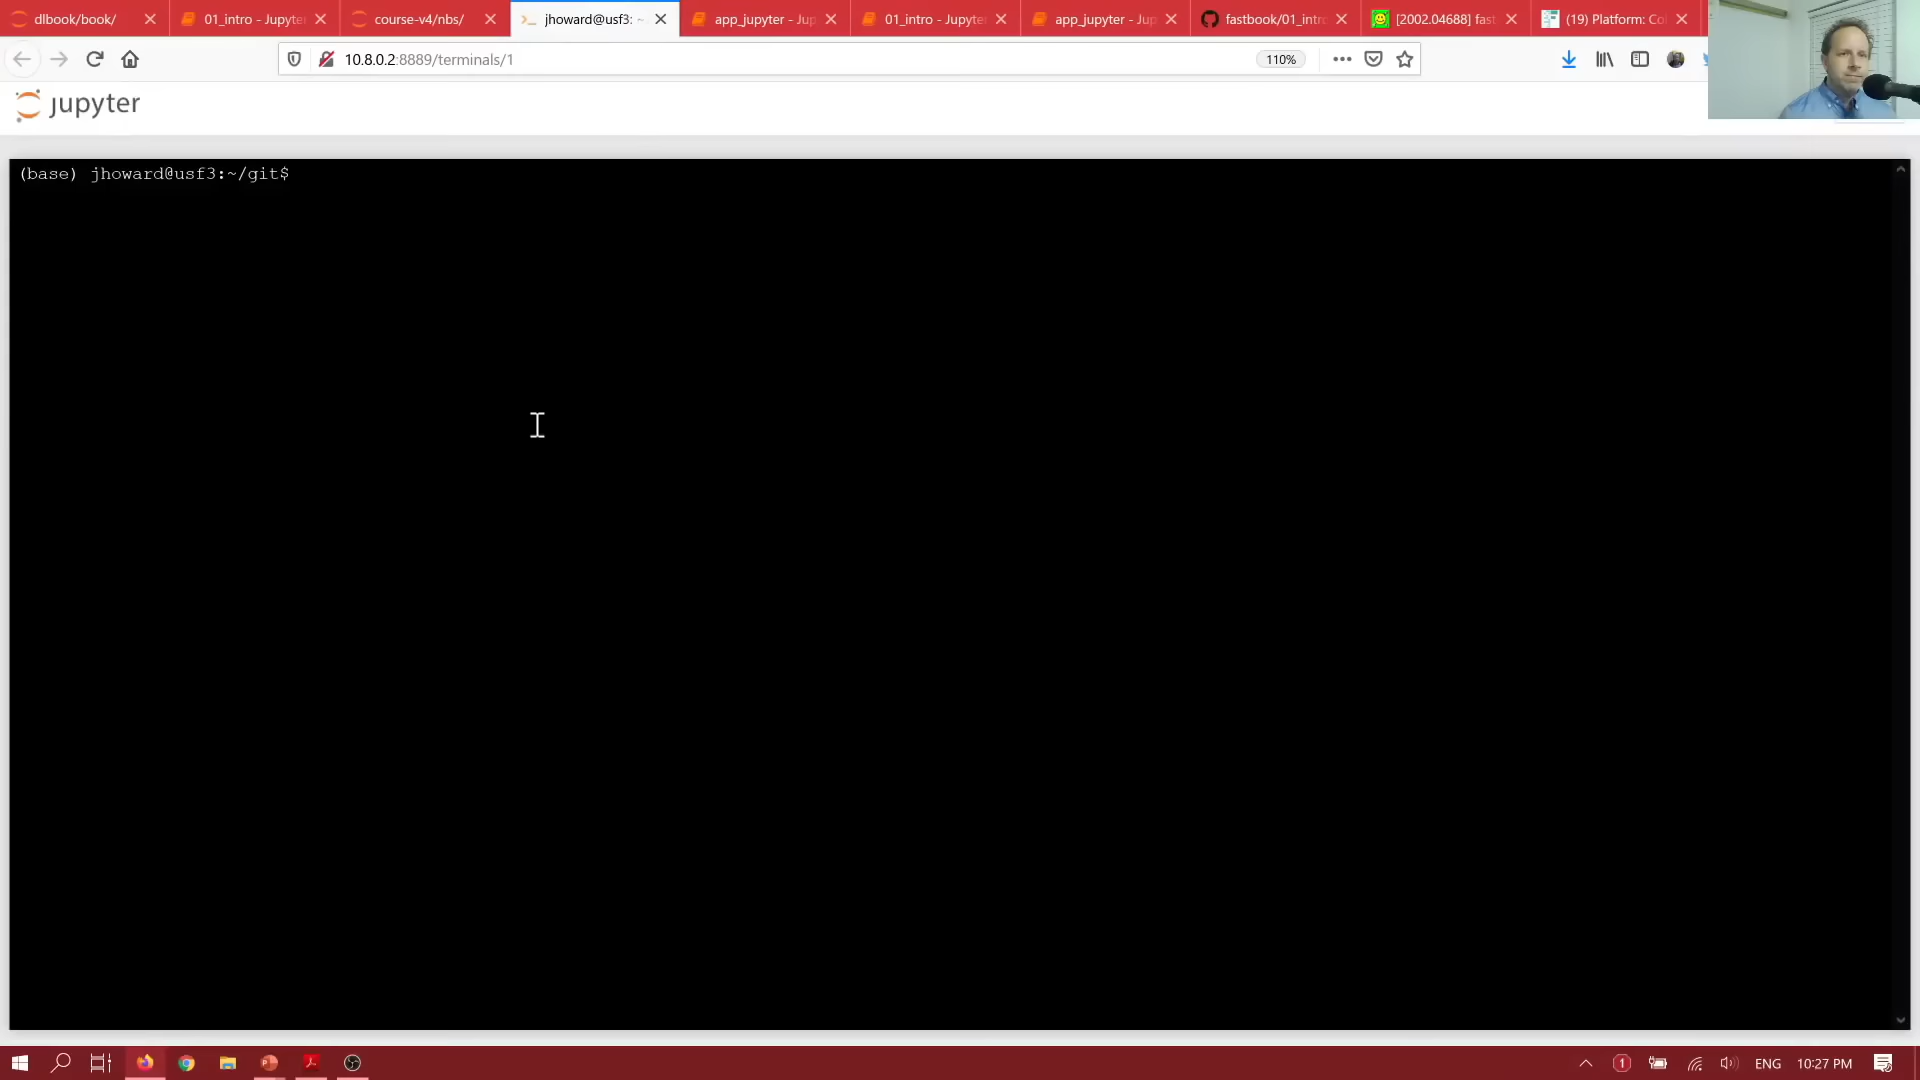 dlbook/book/
01_intro - Jupyte
course-v4/nbs/
jhoward@usf3: ~
app_jupyter - Jup
01_intro - Jupyte
app_jupyter - Jup
fastbook/01_intr
[2002.04688] fast
(19) Platform: Co
10.8.0.2:8889/terminals/1
110%
jupyter
(base) jhoward@usf3:~/git$
1
ENG
10:27 PM